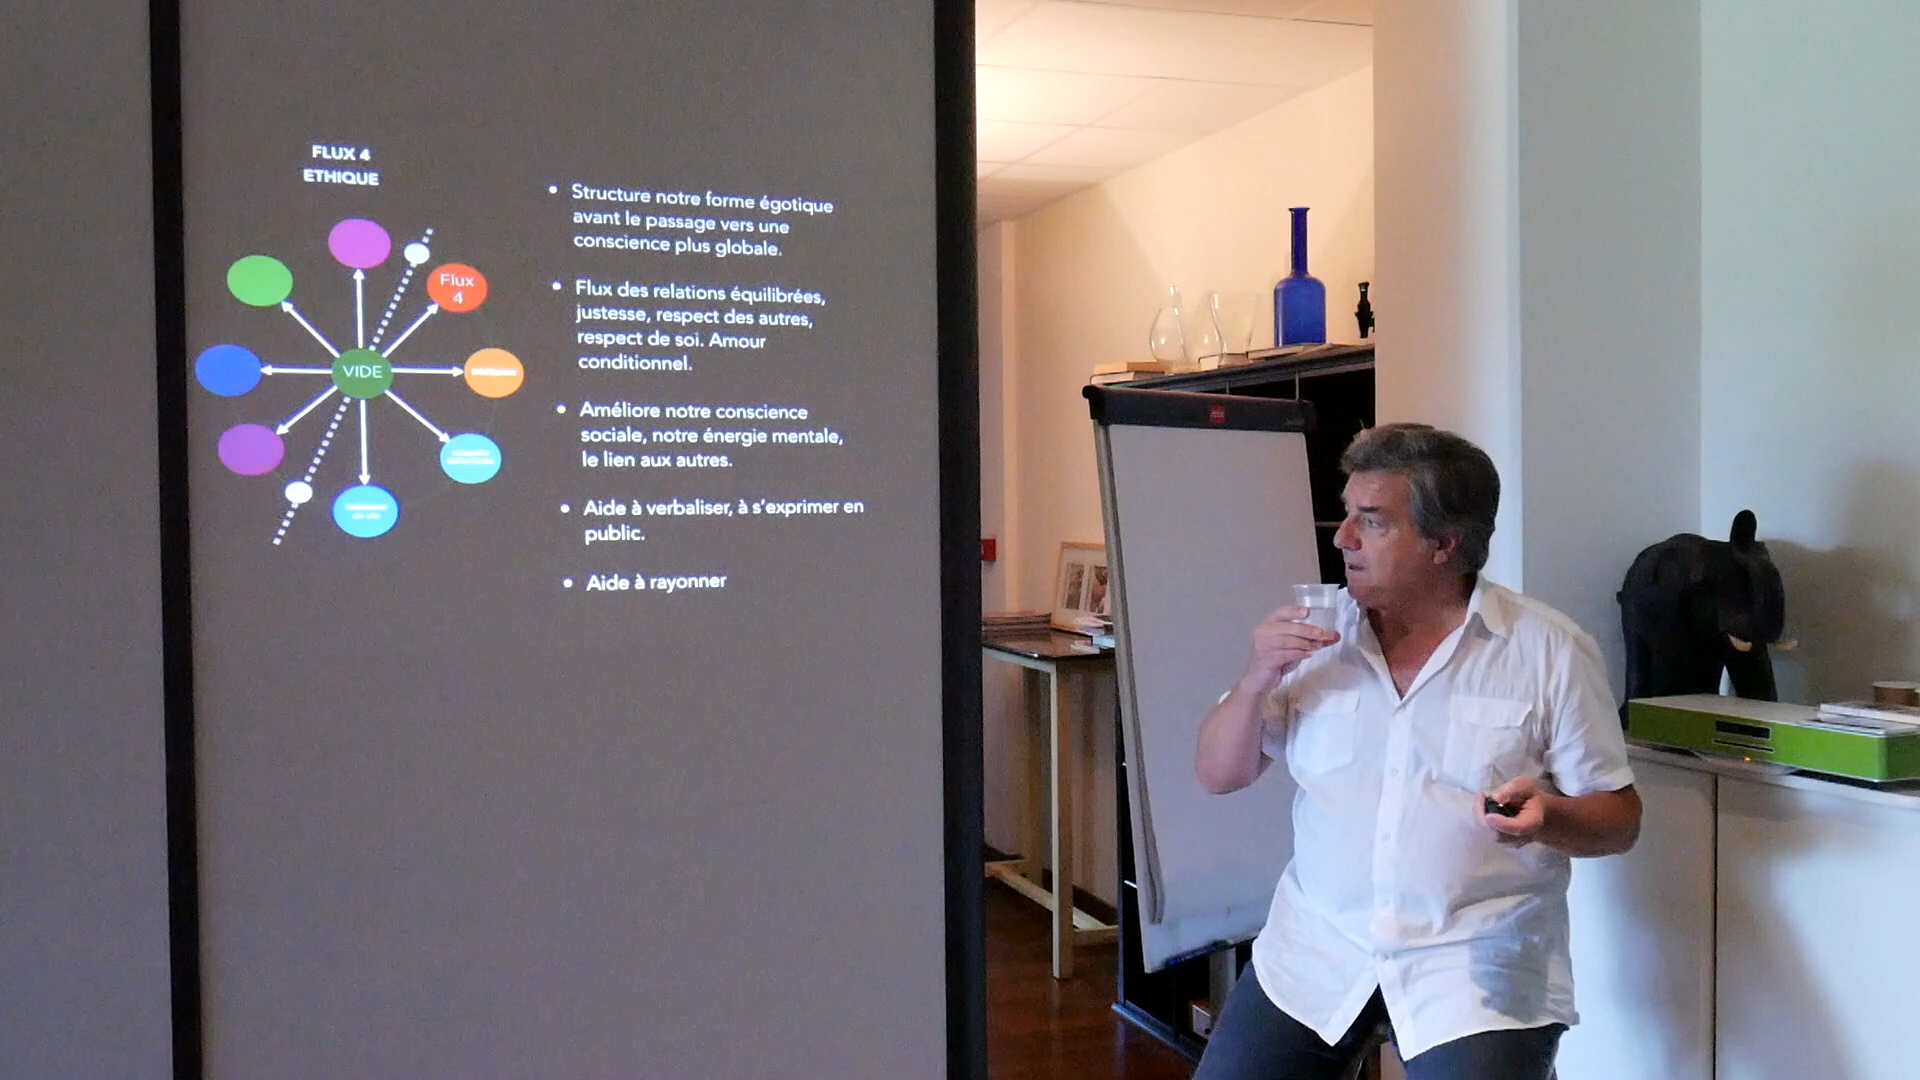 FLUX 4
ETHIQUE
Flux
4
VIDE
• Structure notre forme égotique
avant le passage vers une
conscience plus globale.
• Flux des relations équilibrées,
justesse, respect des autres,
respect de soi. Amour
conditionnel.
• Améliore notre conscience
sociale, notre énergie mentale,
le lien aux autres.
• Aide à verbaliser, à s’exprimer en
public.
• Aide à rayonner